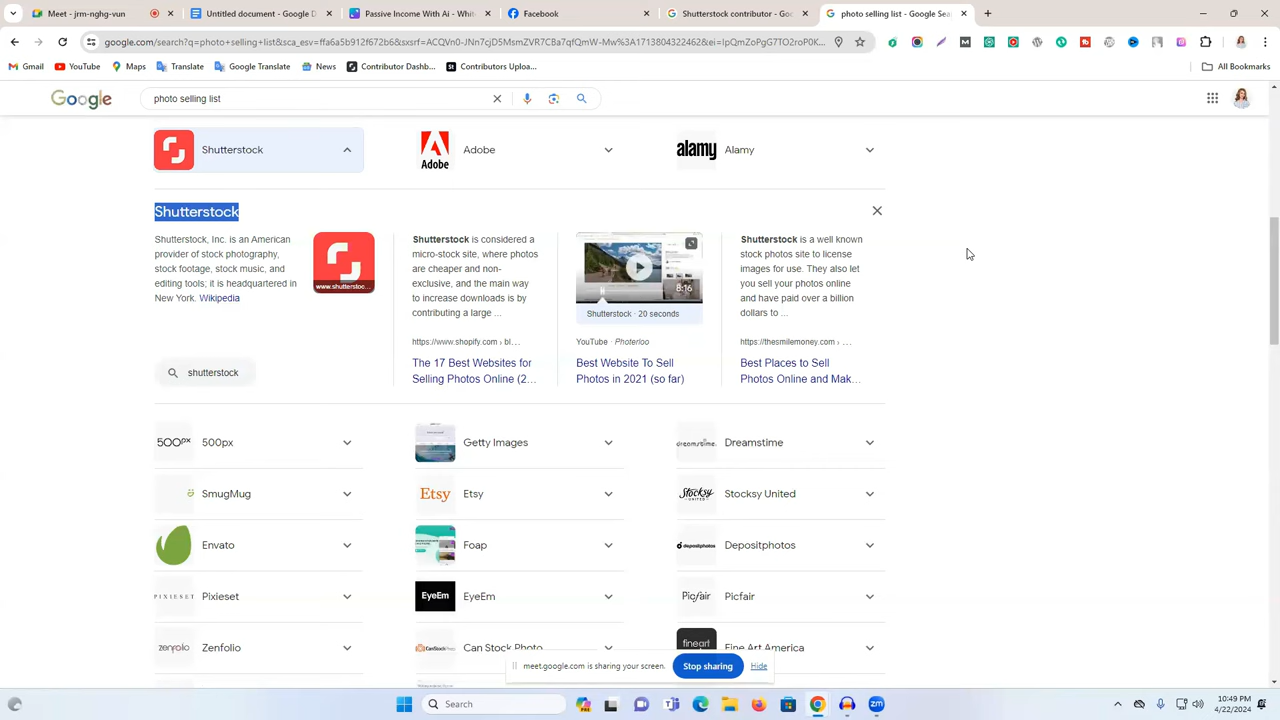 Meet - jrmn-nghg-vun
Untitled document - Google D
Passive Income With AI - Whit
Facebook
Shutterstock contributor - Goo
photo selling list - Google Sea
google.com/search?q=photo+selling+list&sca_esv=ffa6a5b912f672b6&sxsrf=ACQVn0-JNn7cJD5MsmZVR7CBa7qfQmW-Mw%3A1713804322462&ei=IpQmZoPgG7TO2roP0K...
Gmail
YouTube
Maps
Translate
Google Translate
News
Contributor Dashb...
Contributors Uploa...
All Bookmarks
Google
photo selling list
Shutterstock
Adobe
Adobe
alamy
Alamy
Shutterstock
Shutterstock, Inc. is an American
provider of stock photography,
stock footage, stock music, and
editing tools; it is headquartered in
New York. Wikipedia
www.shuttersto...
shutterstock
Shutterstock is considered a
micro-stock site, where photos
are cheaper and non-
exclusive, and the main way
to increase downloads is by
contributing a large ...
https://www.shopify.com › bl...
The 17 Best Websites for
Selling Photos Online (2...
8:16
Shutterstock · 20 seconds
YouTube · Photerloo
Best Website To Sell
Photos in 2021 (so far)
Shutterstock is a well known
stock photos site to license
images for use. They also let
you sell your photos online
and have paid over a billion
dollars to ...
https://thesmilemoney.com › ...
Best Places to Sell
Photos Online and Mak...
500px
500px
Getty Images
dreamstime
Dreamstime
SmugMug
Etsy
Etsy
Stocksy UNITED
Stocksy United
Envato
Foap
depositphotos
Depositphotos
PIXIESET
Pixieset
EyeEm
EyeEm
Picfair
Picfair
zenfolio
Zenfolio
CanStockPhoto
Can Stock Photo
fineart
Fine Art America
meet.google.com is sharing your screen.
Stop sharing
Hide
Search
10:49 PM
4/22/2024